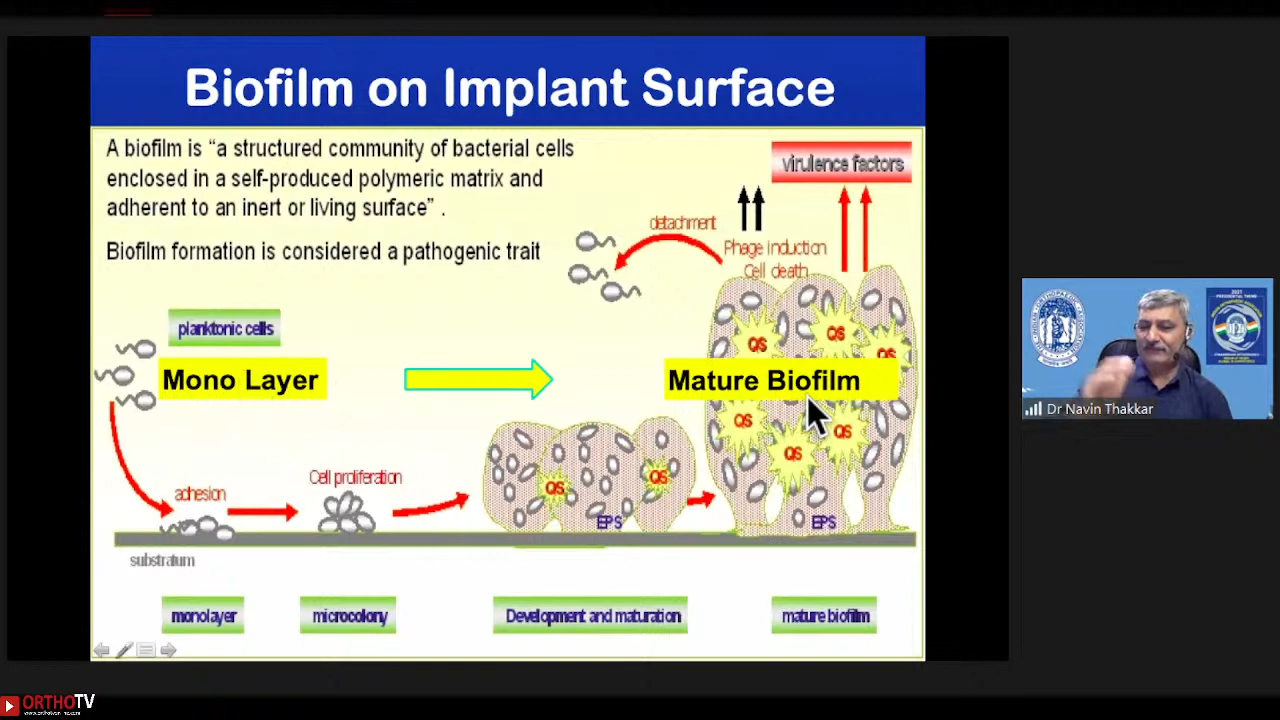 Biofilm on Implant Surface
A biofilm is “a structured community of bacterial cells
enclosed in a self-produced polymeric matrix and
adherent to an inert or living surface” .
Biofilm formation is considered a pathogenic trait
virulence factors
detachment
Phage induction
Cell death
planktonic cells
QS
QS
QS
Mono Layer
Mature Biofilm
QS
QS
QS
Cell proliferation
adhesion
QS
QS
EPS
EPS
substratum
monolayer
microcolony
Development and maturation
mature biofilm
2021
PRESIDENTIAL THEME
Dr Navin Thakkar
ORTHOTV